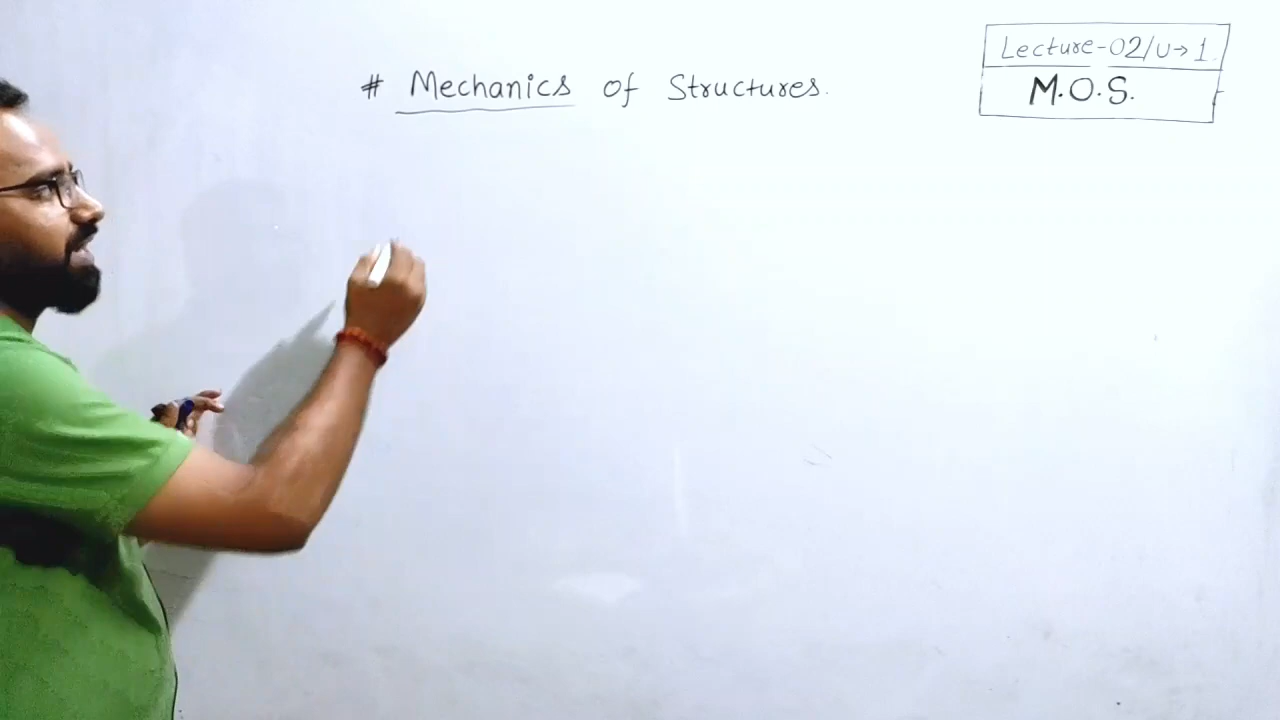 # Mechanics of Structures.
Lecture-02/U→1.
M.O.S.